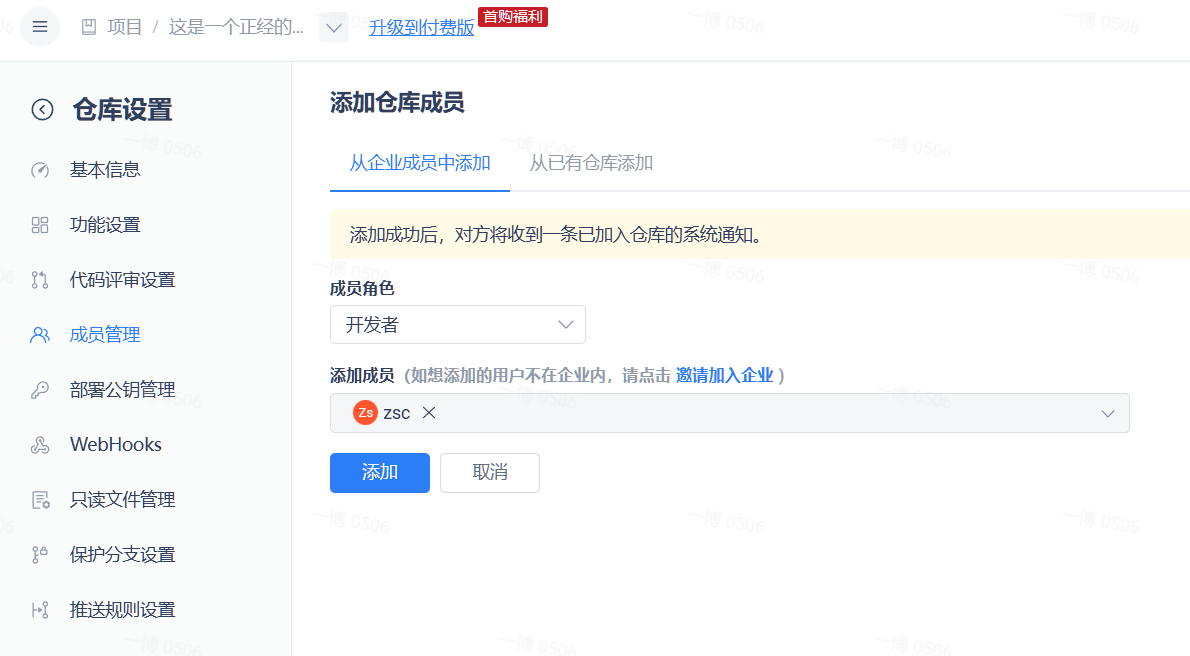 项目 / 这是一个正经的... 升级到付费版 首购福利
仓库设置
基本信息
功能设置
代码评审设置
成员管理
部署公钥管理
WebHooks
只读文件管理
保护分支设置
推送规则设置
添加仓库成员
从企业成员中添加 从已有仓库添加
添加成功后，对方将收到一条已加入仓库的系统通知。
成员角色
开发者
添加成员（如想添加的用户不在企业内，请点击 邀请加入企业 ）
Zs zsc
添加 取消
一博 0506